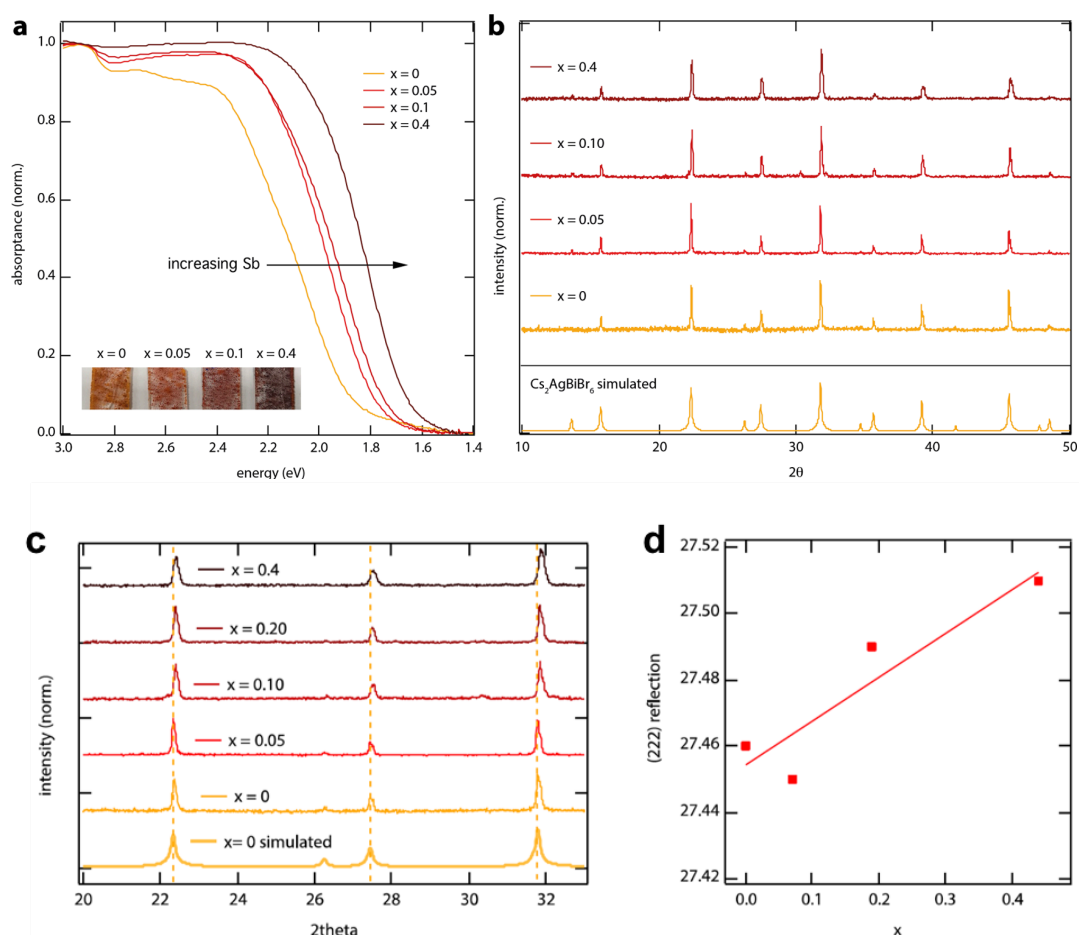 a
1.0
0.8
0.6
0.4
0.2
0.0
absorptance (norm.)
x = 0
x = 0.05
x = 0.1
x = 0.4
increasing Sb
x = 0 x = 0.05 x = 0.1 x = 0.4
3.0 2.8 2.6 2.4 2.2 2.0 1.8 1.6 1.4
energy (eV)
b
intensity (norm.)
x = 0.4
x = 0.10
x = 0.05
x = 0
Cs₂AgBiBr₆ simulated
10 20 30 40 50
2θ
c
intensity (norm.)
x = 0.4
x = 0.20
x = 0.10
x = 0.05
x = 0
x= 0 simulated
20 22 24 26 28 30 32
2theta
d
27.52
27.50
27.48
27.46
27.44
27.42
(222) reflection
0.0 0.1 0.2 0.3 0.4
x